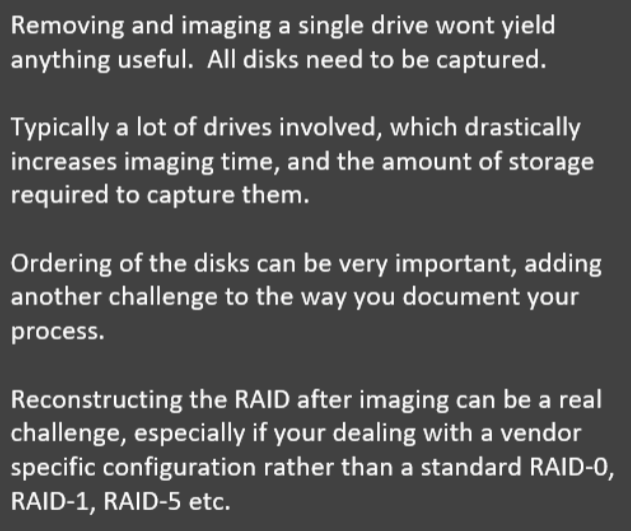 Removing and imaging a single drive wont yield
anything useful.  All disks need to be captured.
Typically a lot of drives involved, which drastically
increases imaging time, and the amount of storage
required to capture them.
Ordering of the disks can be very important, adding
another challenge to the way you document your
process.
Reconstructing the RAID after imaging can be a real
challenge, especially if your dealing with a vendor
specific configuration rather than a standard RAID-0,
RAID-1, RAID-5 etc.